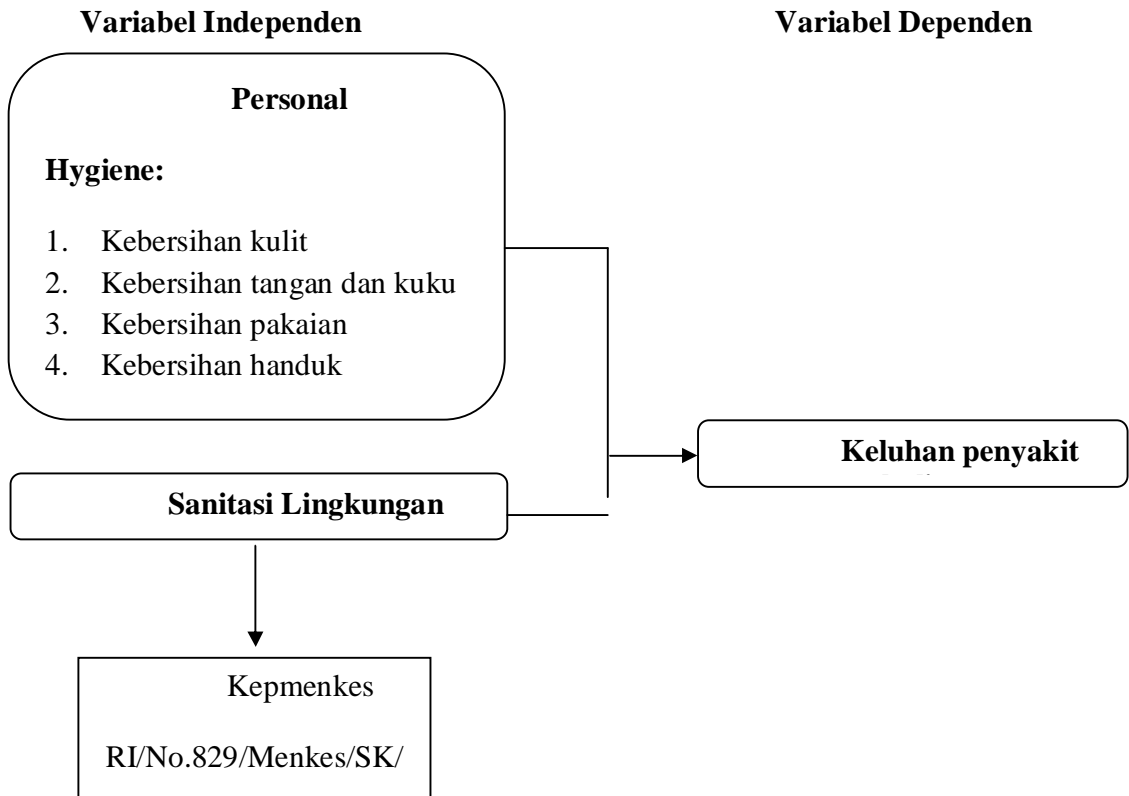 Variabel Independen
Variabel Dependen
Personal
Hygiene:
1. Kebersihan kulit
2. Kebersihan tangan dan kuku
3. Kebersihan pakaian
4. Kebersihan handuk
Keluhan penyakit
Sanitasi Lingkungan
Kepmenkes
RI/No.829/Menkes/SK/